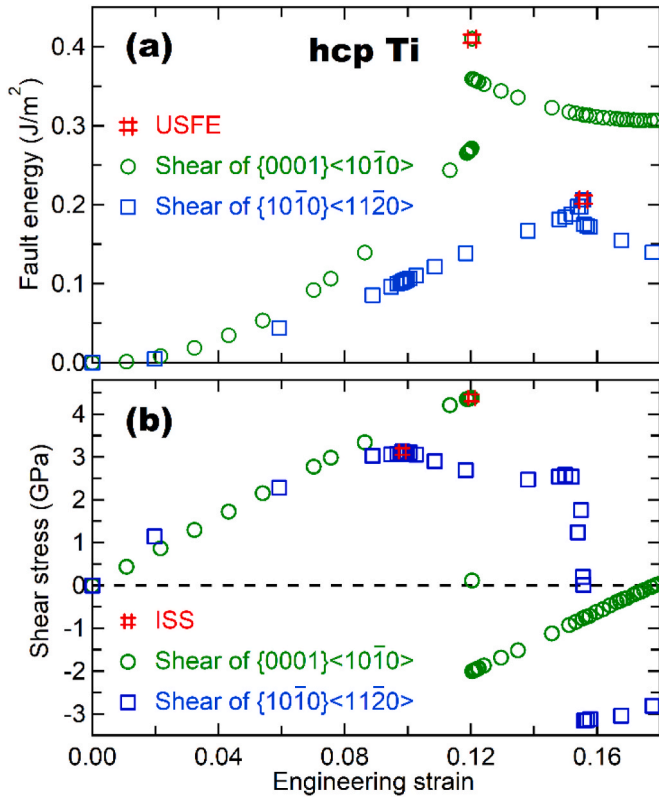 (a) hcp Ti
0.4
0.3
0.2
0.1
0.0
Fault energy (J/m²)
USFE
Shear of {0001}<101̄0>
Shear of {101̄0}<112̄0>
(b)
4
3
2
1
0
-1
-2
-3
Shear stress (GPa)
ISS
Shear of {0001}<101̄0>
Shear of {101̄0}<112̄0>
0.00 0.04 0.08 0.12 0.16
Engineering strain